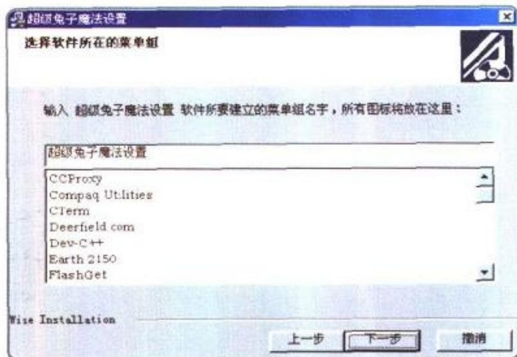 超级兔子魔法设置
选择软件所在的菜单组
输入 超级兔子魔法设置 软件所要建立的菜单组名字，所有图标将放在这里：
超级兔子魔法设置
CCProxy
Compaq Utilities
CTerm
Deerfield com
Dev-C++
Earth 2150
FlashGet
Wise Installation
上一步
下一步
撤消